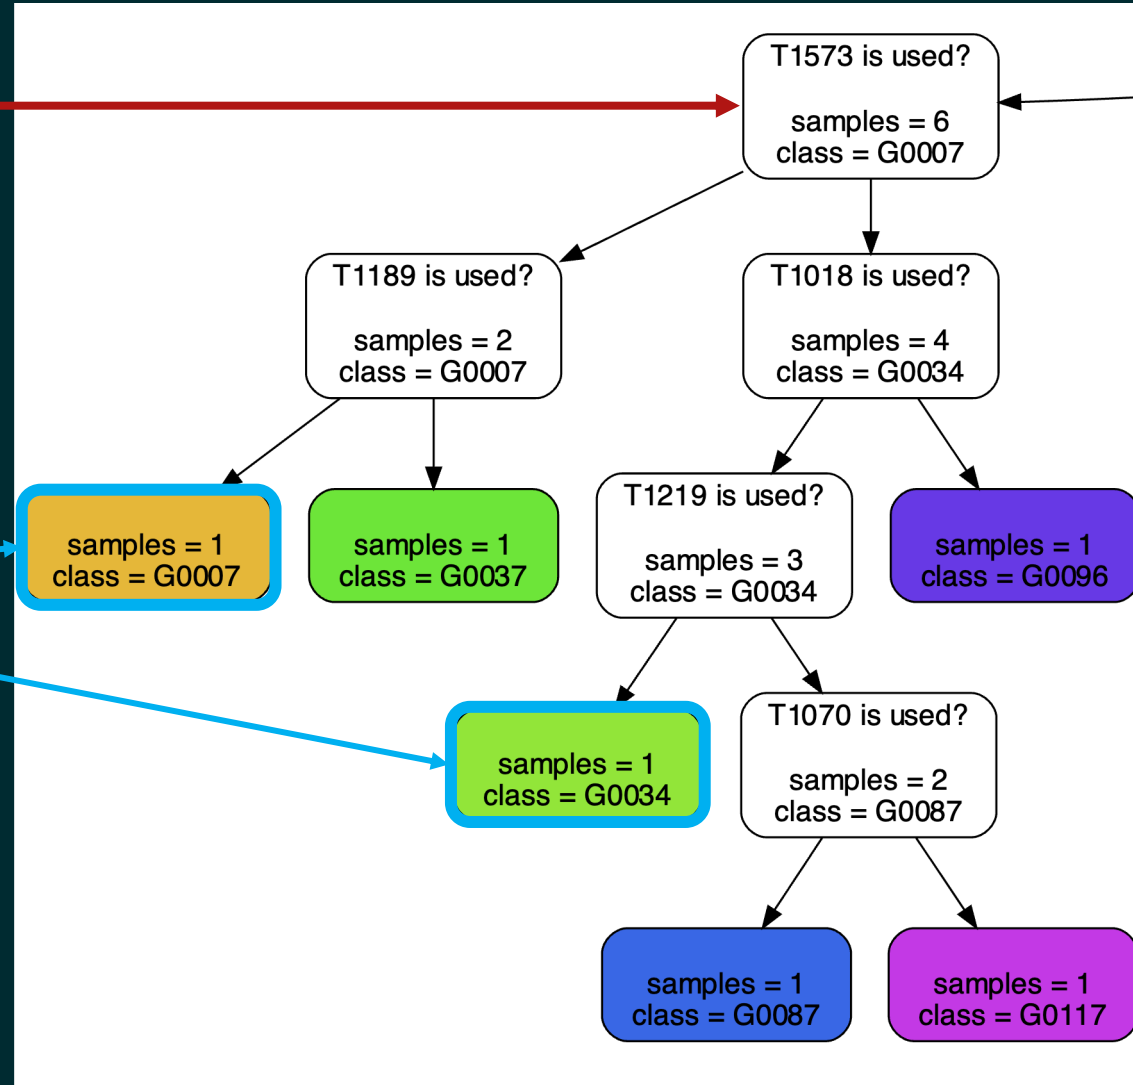 T1573 is used?
samples = 6
class = G0007
T1189 is used?
samples = 2
class = G0007
T1018 is used?
samples = 4
class = G0034
samples = 1
class = G0007
samples = 1
class = G0037
T1219 is used?
samples = 3
class = G0034
samples = 1
class = G0096
samples = 1
class = G0034
T1070 is used?
samples = 2
class = G0087
samples = 1
class = G0087
samples = 1
class = G0117